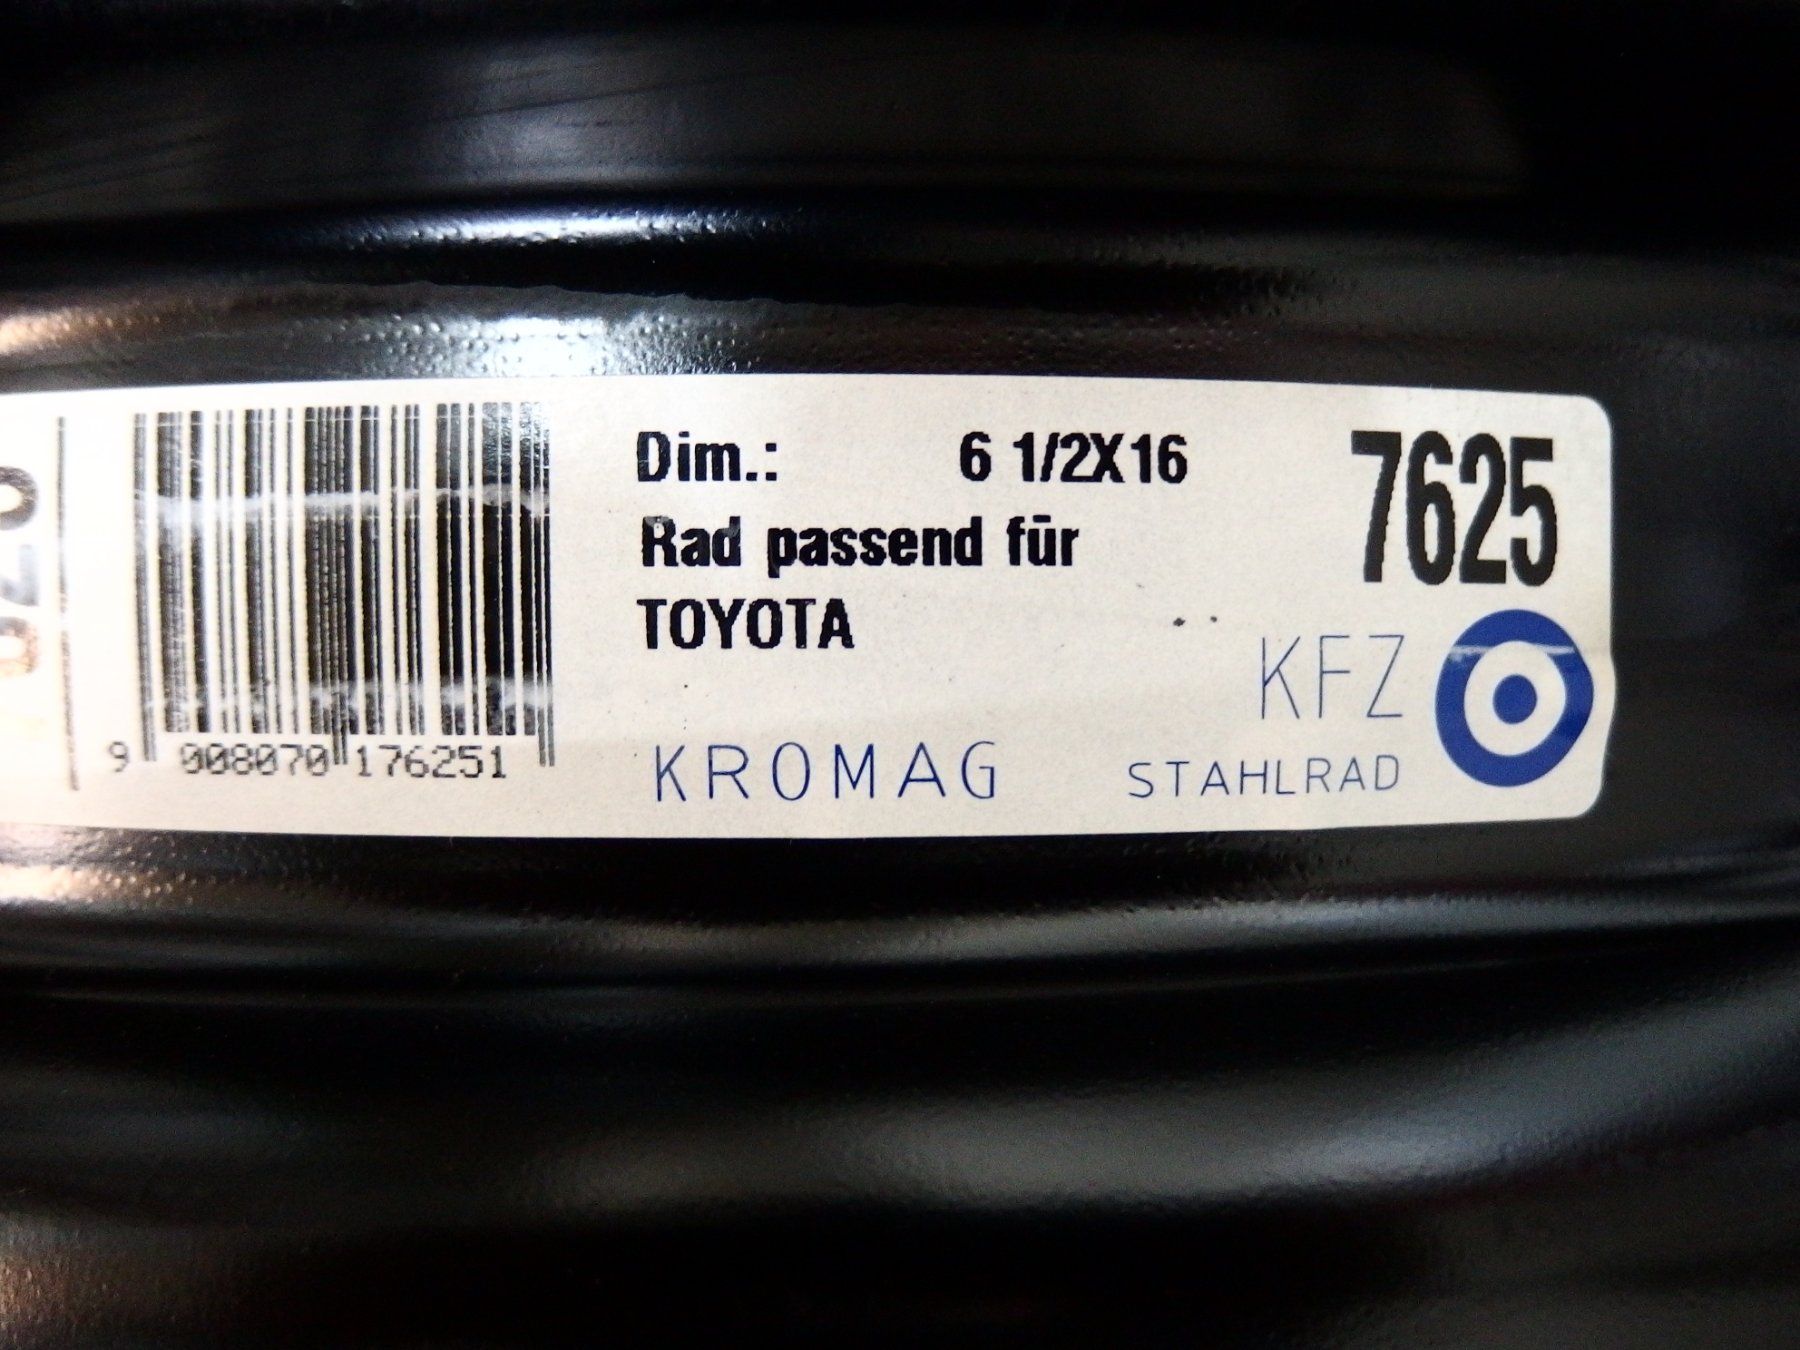 Dim.: 6 1/2X16
7625
Rad passend für
TOYOTA
KROMAG
KFZ
STAHLRAD
9 008070 176251